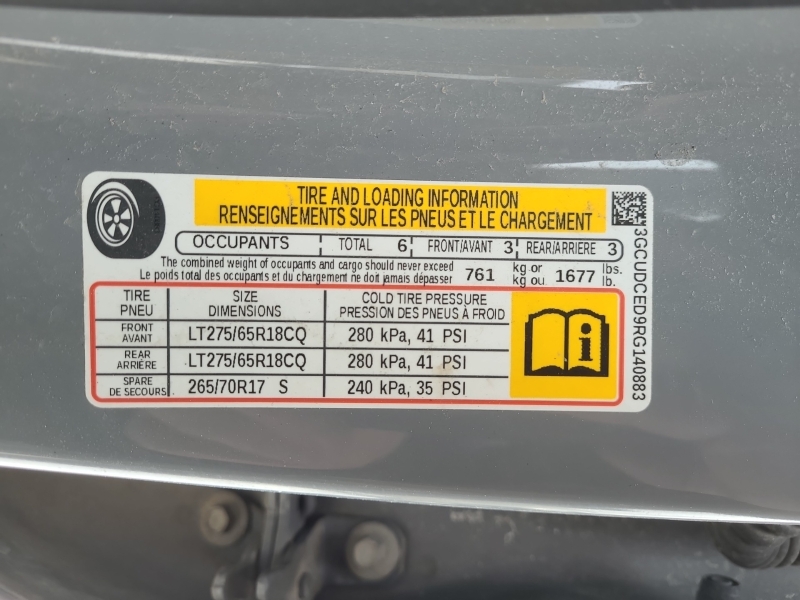 TIRE AND LOADING INFORMATION
RENSEIGNEMENTS SUR LES PNEUS ET LE CHARGEMENT
OCCUPANTS TOTAL 6 FRONT/AVANT 3 REAR/ARRIÈRE 3
The combined weight of occupants and cargo should never exceed
Le poids total des occupants et du chargement ne doit jamais dépasser
761 kg or kg ou 1677 lbs. lb.
TIRE PNEU SIZE DIMENSIONS COLD TIRE PRESSURE PRESSION DES PNEUS À FROID
FRONT AVANT LT275/65R18CQ 280 kPa, 41 PSI
REAR ARRIÈRE LT275/65R18CQ 280 kPa, 41 PSI
SPARE DE SECOURS 265/70R17 S 240 kPa, 35 PSI
3GCUDCED9RG140883